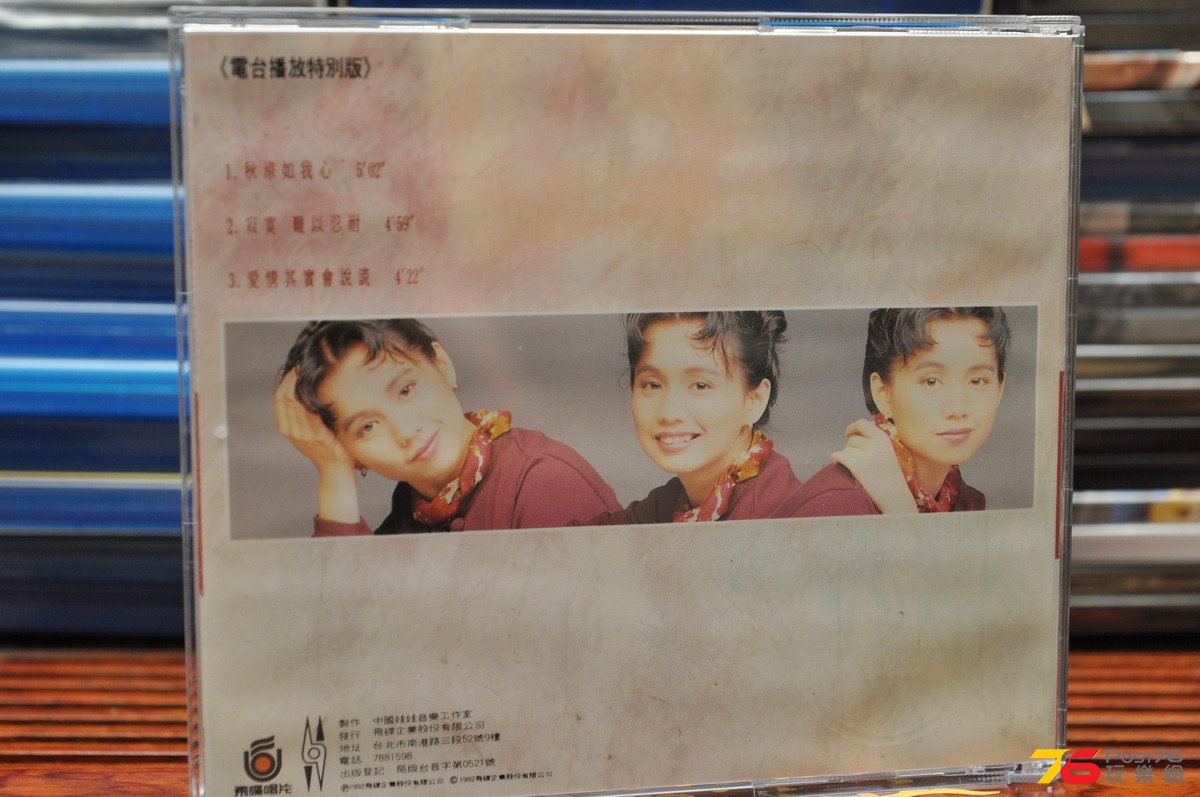 《電台播放特別版》
1. 秋涼如我心 5'02"
2. 寂寞 難以忍耐 4'59"
3. 愛情其實會說謊 4'22"
製作 中國娃娃音樂工作室
發行 飛碟企業股份有限公司
地址 台北市南港路三段52號9樓
電話 7881598
出版登記 局版台音字第0521號
飛碟唱片
Ⓟ1992飛碟企業股份有限公司 ©1992飛碟企業股份有限公司
76 Post76
玩樂網